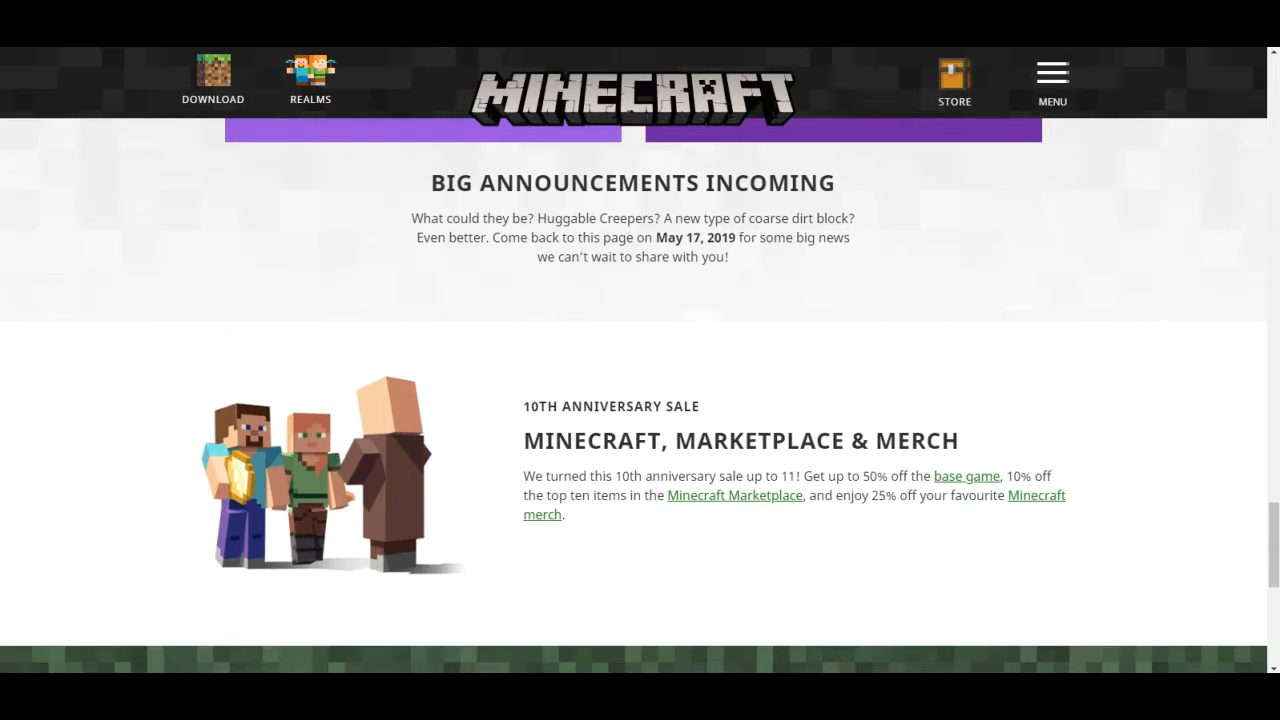 DOWNLOAD
REALMS
MINECRAFT
STORE
MENU
BIG ANNOUNCEMENTS INCOMING
What could they be? Huggable Creepers? A new type of coarse dirt block?
Even better. Come back to this page on May 17, 2019 for some big news
we can't wait to share with you!
10TH ANNIVERSARY SALE
MINECRAFT, MARKETPLACE & MERCH
We turned this 10th anniversary sale up to 11! Get up to 50% off the base game, 10% off
the top ten items in the Minecraft Marketplace, and enjoy 25% off your favourite Minecraft
merch.